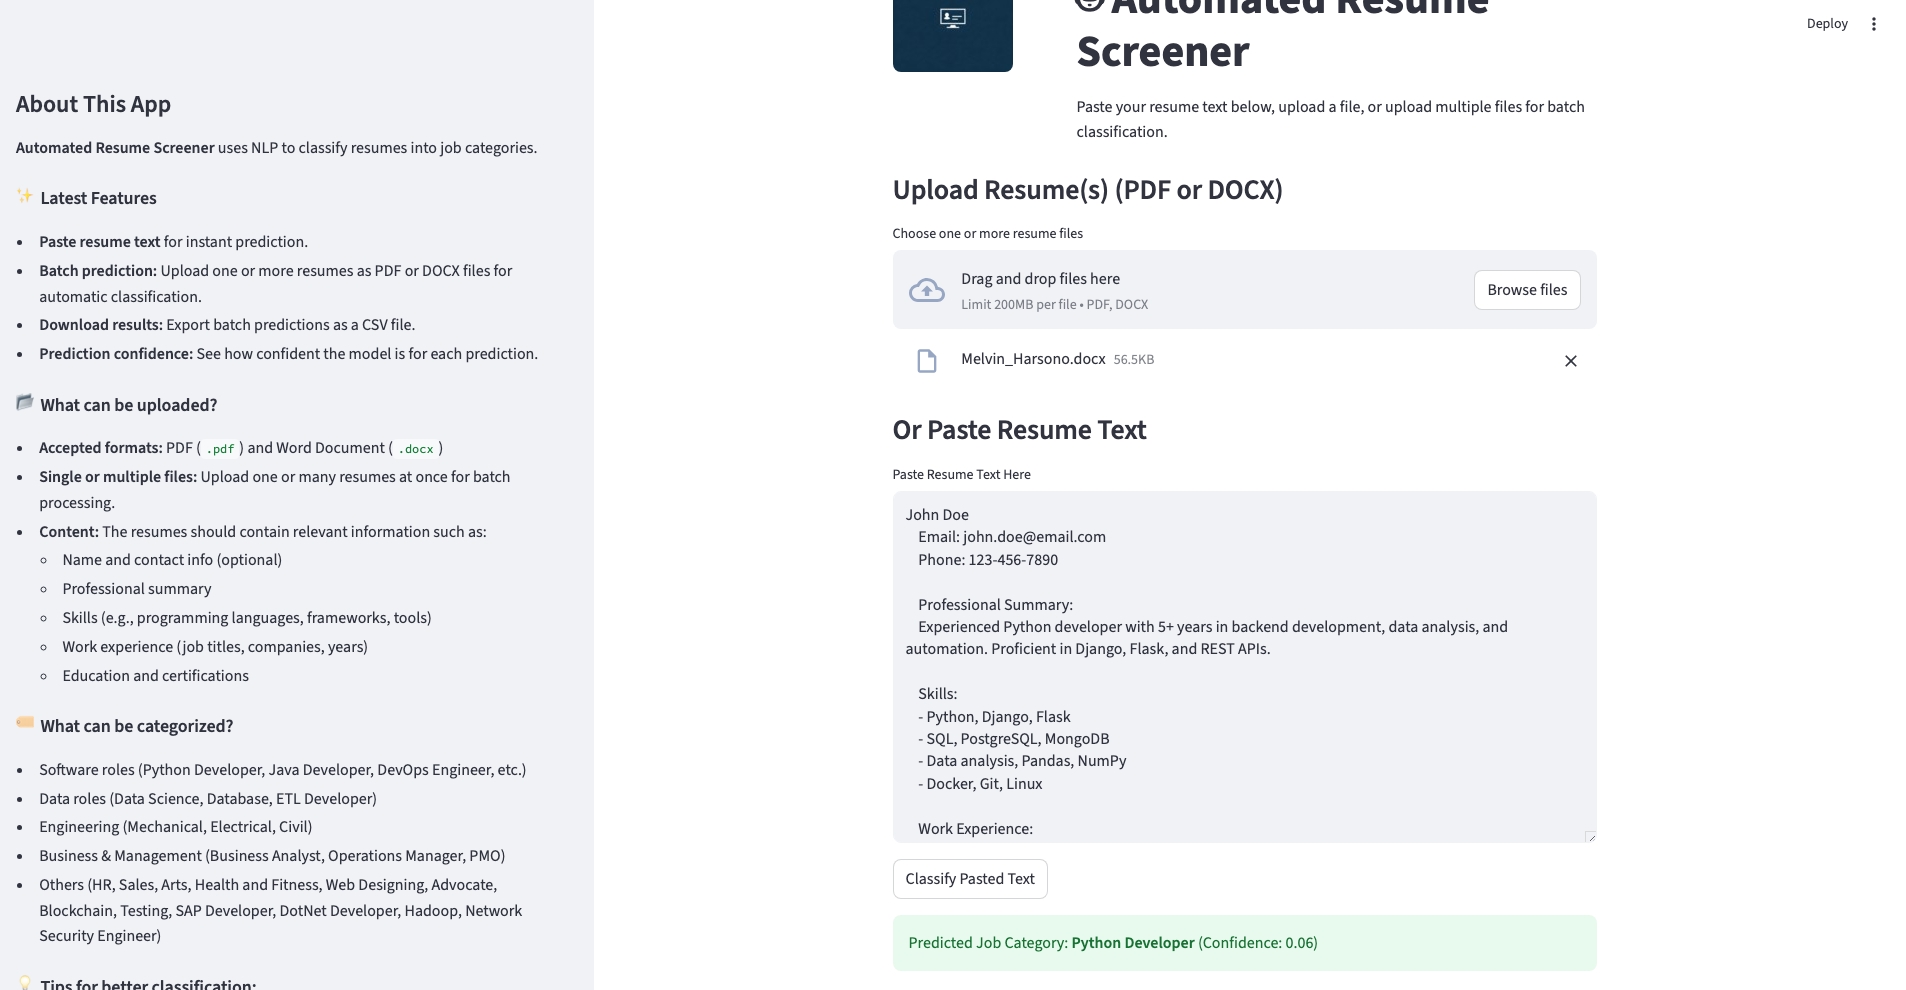 About This App
Automated Resume Screener uses NLP to classify resumes into job categories.
✨ Latest Features
• Paste resume text for instant prediction.
• Batch prediction: Upload one or more resumes as PDF or DOCX files for
automatic classification.
• Download results: Export batch predictions as a CSV file.
• Prediction confidence: See how confident the model is for each prediction.
📂 What can be uploaded?
• Accepted formats: PDF ( .pdf ) and Word Document ( .docx )
• Single or multiple files: Upload one or many resumes at once for batch
processing.
• Content: The resumes should contain relevant information such as:
◦ Name and contact info (optional)
◦ Professional summary
◦ Skills (e.g., programming languages, frameworks, tools)
◦ Work experience (job titles, companies, years)
◦ Education and certifications
🏷️ What can be categorized?
• Software roles (Python Developer, Java Developer, DevOps Engineer, etc.)
• Data roles (Data Science, Database, ETL Developer)
• Engineering (Mechanical, Electrical, Civil)
• Business & Management (Business Analyst, Operations Manager, PMO)
• Others (HR, Sales, Arts, Health and Fitness, Web Designing, Advocate,
Blockchain, Testing, SAP Developer, DotNet Developer, Hadoop, Network
Security Engineer)
💡 Tips for better classification:
Deploy
Automated Resume
Screener
Paste your resume text below, upload a file, or upload multiple files for batch
classification.
Upload Resume(s) (PDF or DOCX)
Choose one or more resume files
Drag and drop files here
Limit 200MB per file • PDF, DOCX
Browse files
Melvin_Harsono.docx 56.5KB
Or Paste Resume Text
Paste Resume Text Here
John Doe
Email: john.doe@email.com
Phone: 123-456-7890
Professional Summary:
Experienced Python developer with 5+ years in backend development, data analysis, and
automation. Proficient in Django, Flask, and REST APIs.
Skills:
- Python, Django, Flask
- SQL, PostgreSQL, MongoDB
- Data analysis, Pandas, NumPy
- Docker, Git, Linux
Work Experience:
Classify Pasted Text
Predicted Job Category: Python Developer (Confidence: 0.06)